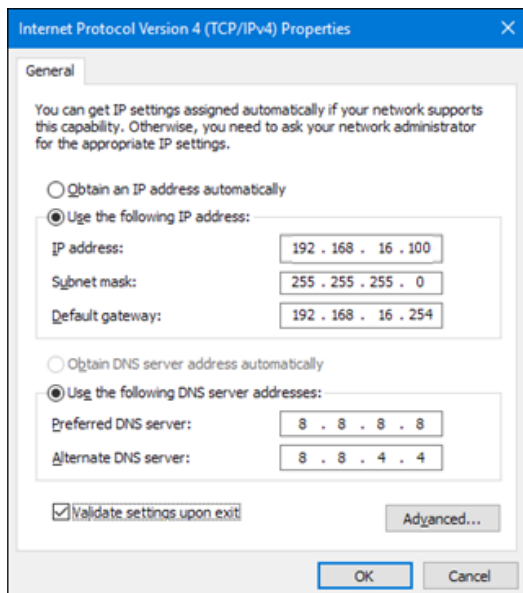 Internet Protocol Version 4 (TCP/IPv4) Properties
General
You can get IP settings assigned automatically if your network supports
this capability. Otherwise, you need to ask your network administrator
for the appropriate IP settings.
Obtain an IP address automatically
Use the following IP address:
IP address: 192 . 168 . 16 . 100
Subnet mask: 255 . 255 . 255 . 0
Default gateway: 192 . 168 . 16 . 254
Obtain DNS server address automatically
Use the following DNS server addresses:
Preferred DNS server: 8 . 8 . 8 . 8
Alternate DNS server: 8 . 8 . 4 . 4
Validate settings upon exit
Advanced...
OK Cancel